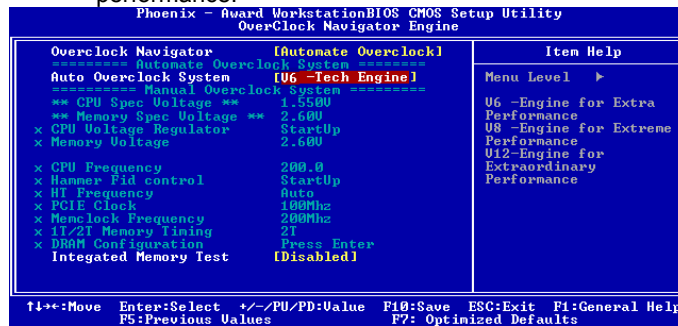 performance.
Phoenix - Award WorkstationBIOS CMOS Setup Utility
OverClock Navigator Engine
Overclock Navigator [Automate Overclock] Item Help
======== Automate Overclock System ========
Auto Overclock System [V6 -Tech Engine] Menu Level ►
========== Manual Overclock System =========
** CPU Spec Voltage ** 1.550V V6 -Engine for Extra
** Memory Spec Voltage ** 2.60V Performance
x CPU Voltage Regulator StartUp V8 -Engine for Extreme
x Memory Voltage 2.60V Performance
V12-Engine for
x CPU Frequency 200.0 Extraordinary
x Hammer Fid control StartUp Performance
x HT Frequency Auto
x PCIE Clock 100Mhz
x Memclock Frequency 200Mhz
x 1T/2T Memory Timing 2T
x DRAM Configuration Press Enter
Integated Memory Test [Disabled]
↑↓→←:Move Enter:Select +/-/PU/PD:Value F10:Save ESC:Exit F1:General Help
F5:Previous Values F7: Optimized Defaults